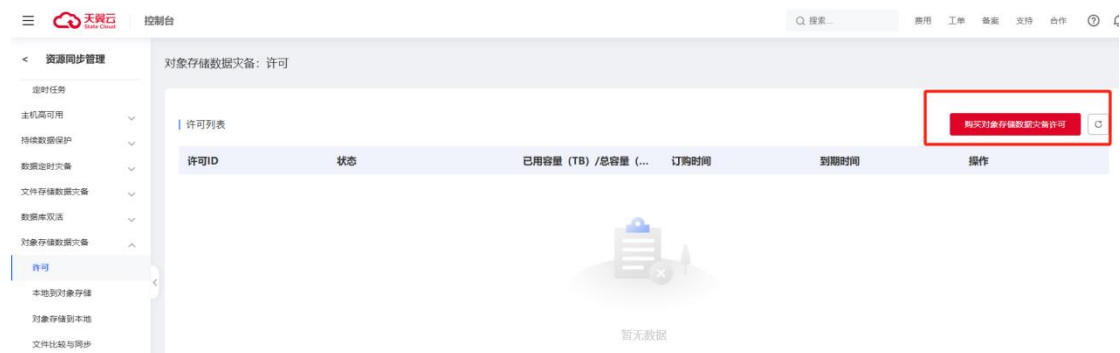 天翼云
State Cloud
控制台
搜索...
费用 工单 备案 支持 合作
< 资源同步管理
对象存储数据灾备：许可
定时任务
主机高可用
持续数据保护
数据定时灾备
文件存储数据灾备
数据库双活
对象存储数据灾备
许可
本地到对象存储
对象存储到本地
文件比较与同步
许可列表
购买对象存储数据灾备许可
许可ID 状态 已用容量（TB）/总容量（... 订购时间 到期时间 操作
暂无数据